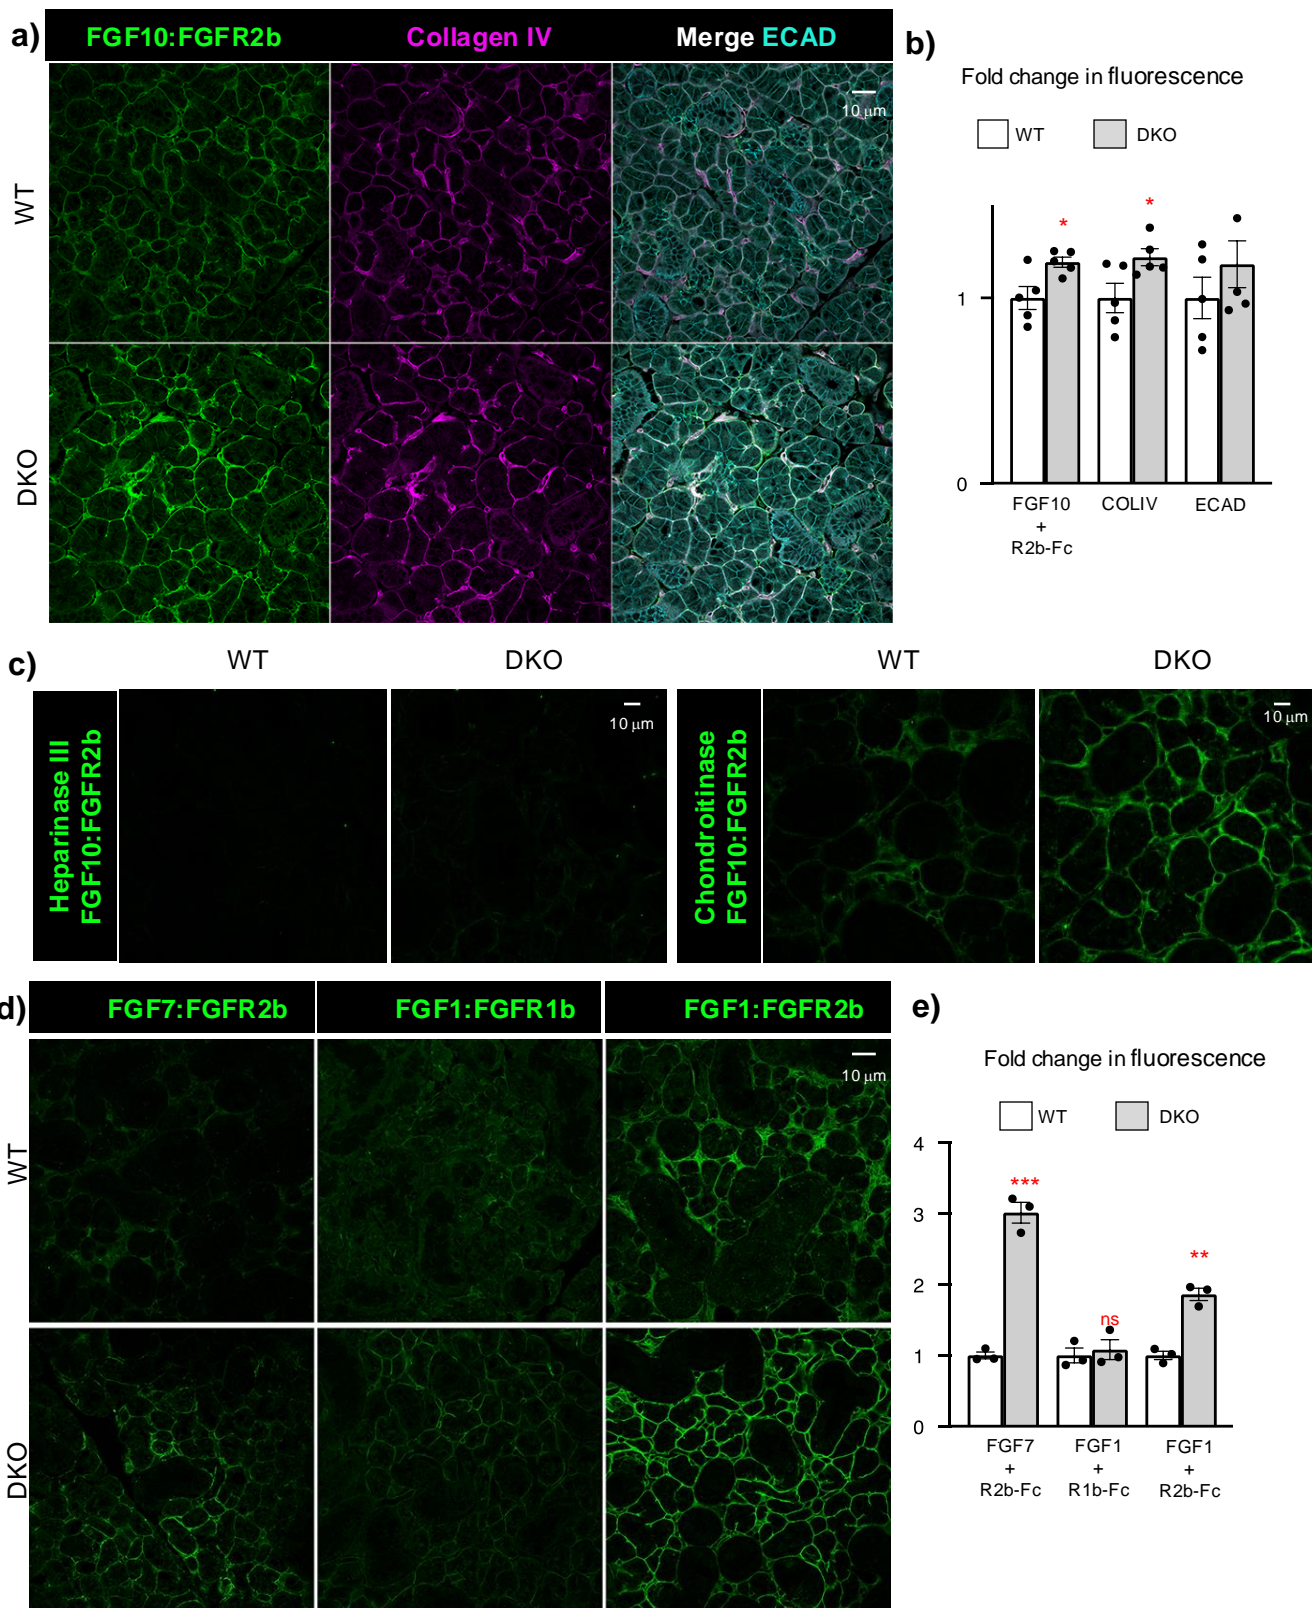 a)
FGF10:FGFR2b
Collagen IV
Merge ECAD
10 μm
WT
DKO
b)
Fold change in fluorescence
WT
DKO
*
*
1
0
FGF10
+
R2b-Fc
COLIV
ECAD
c)
WT
DKO
WT
DKO
Heparinase III
FGF10:FGFR2b
10 μm
Chondroitinase
FGF10:FGFR2b
10 μm
d)
FGF7:FGFR2b
FGF1:FGFR1b
FGF1:FGFR2b
10 μm
WT
DKO
e)
Fold change in fluorescence
WT
DKO
4
3
2
1
0
***
ns
**
FGF7
+
R2b-Fc
FGF1
+
R1b-Fc
FGF1
+
R2b-Fc